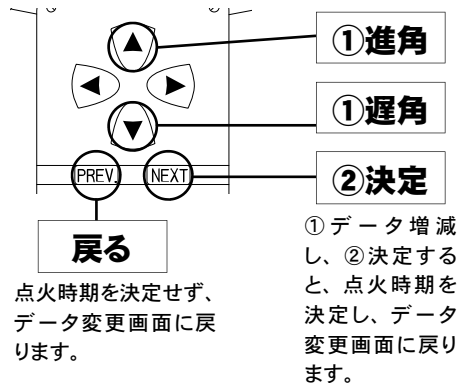 ①進角
①遅角
PREV.
NEXT
②決定
戻る
点火時期を決定せず、
データ変更画面に戻
ります。
①データ増減
し、②決定する
と、点火時期を
決定し、データ
変更画面に戻り
ます。